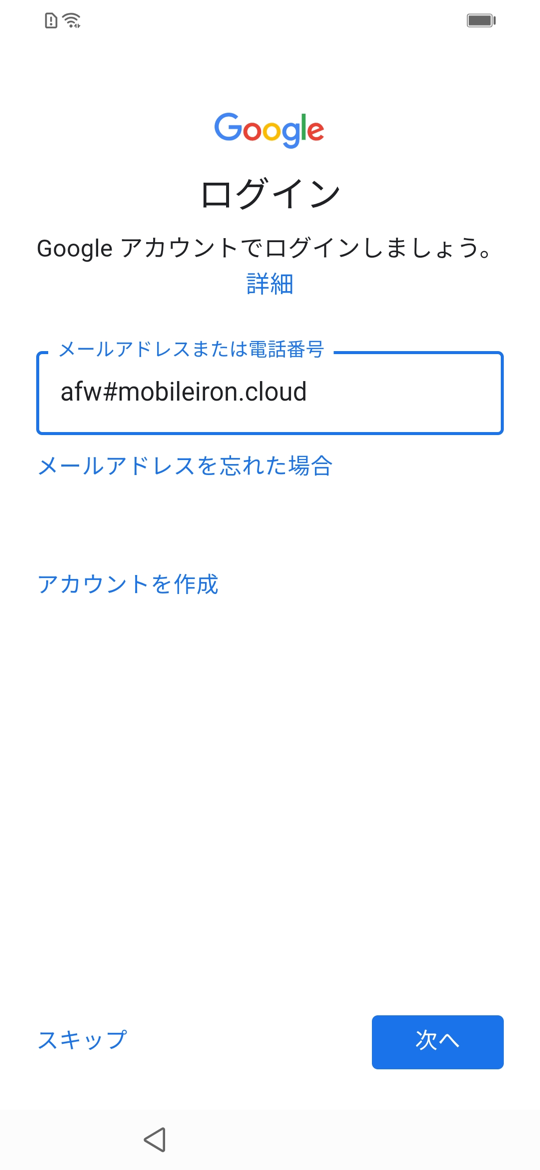 Google
ログイン
Google アカウントでログインしましょう。
詳細
メールアドレスまたは電話番号
afw#mobileiron.cloud
メールアドレスを忘れた場合
アカウントを作成
スキップ
次へ